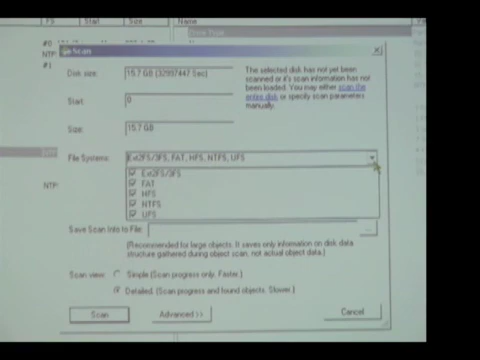 FS
Start
Size
Name
#0
NTF
#1
Scan
Disk size:
15.7 GB (32997447 Sec)
The selected disk has not yet been
scanned or it's scan information has not
been loaded. You may either scan the
entire disk or specify scan parameters
manually.
Start:
0
Size:
15.7 GB
File Systems:
Ext2FS/3FS, FAT, HFS, NTFS, UFS
Ext2FS/3FS
FAT
HFS
NTFS
UFS
NTF
Save Scan Info to File:
...
(Recommended for large objects. It saves only information on disk data
structure gathered during object scan, not actual object data.)
Scan view:
Simple (Scan progress only. Faster.)
Detailed. (Scan progress and found objects. Slower.)
Scan
Advanced >>
Cancel